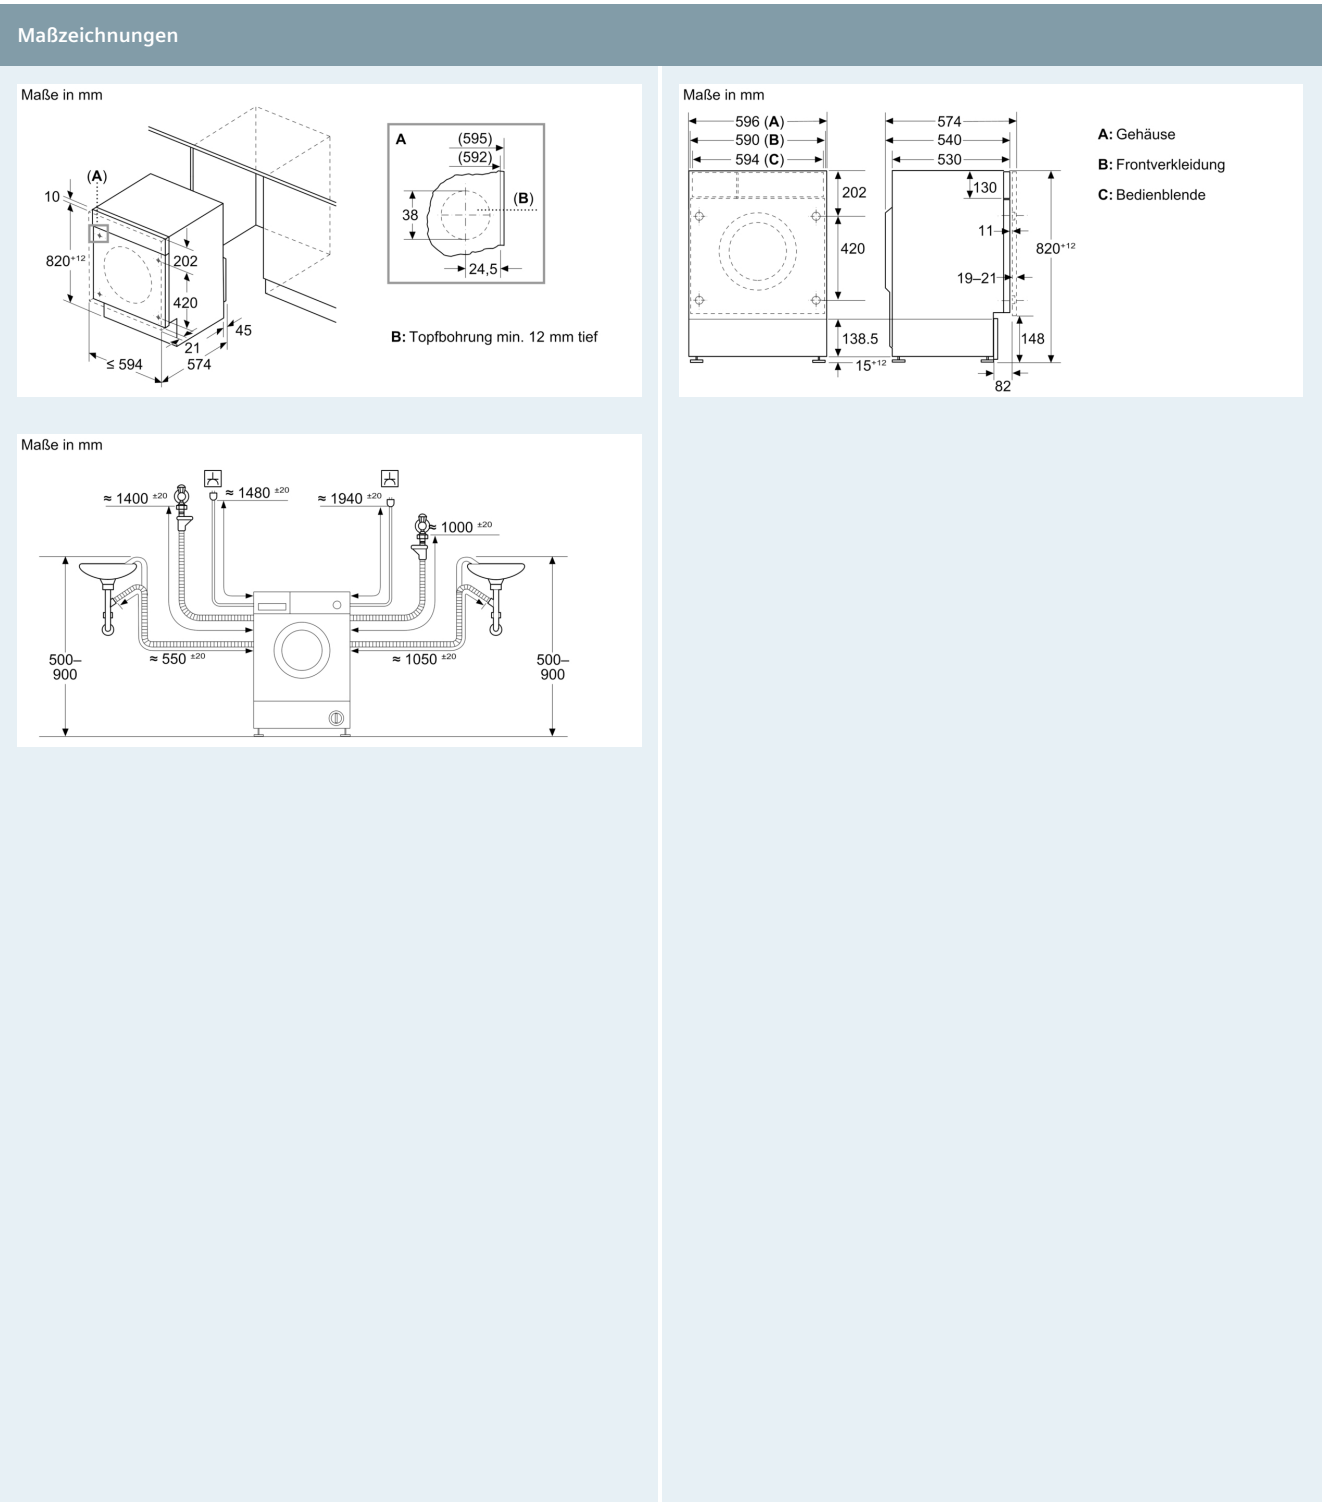 Maßzeichnungen
Maße in mm
(A)
10
820+12
202
420
45
21
≤ 594
574
A
(595)
(592)
(B)
38
24,5
B: Topfbohrung min. 12 mm tief
Maße in mm
596 (A)
590 (B)
594 (C)
574
540
530
202
130
11
420
820+12
19–21
138.5
148
15+12
82
A: Gehäuse
B: Frontverkleidung
C: Bedienblende
Maße in mm
≈ 1400 ±20
≈ 1480 ±20
≈ 1940 ±20
≈ 1000 ±20
≈ 550 ±20
≈ 1050 ±20
500–
900
500–
900